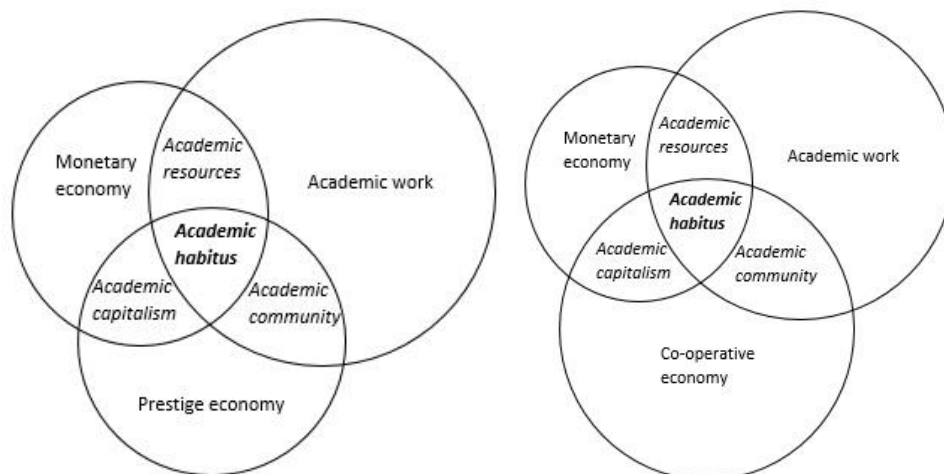 Monetary
economy
Academic
resources
Academic work
Academic
habitus
Academic
capitalism
Academic
community
Prestige economy
Monetary
economy
Academic
resources
Academic work
Academic
habitus
Academic
capitalism
Academic
community
Co-operative
economy